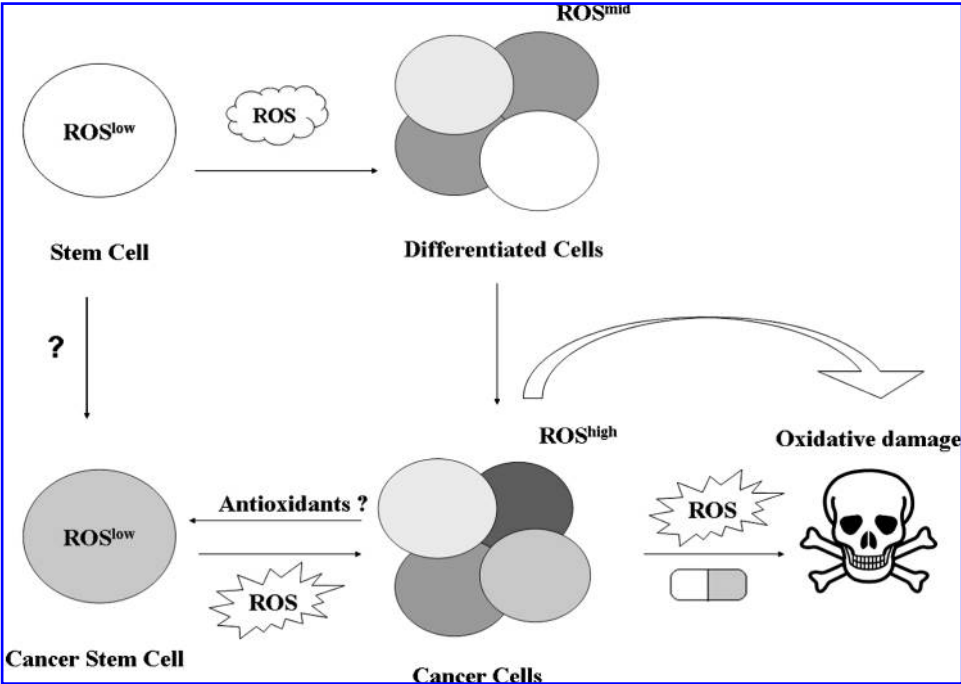 ROSmid
ROSlow
ROS
Stem Cell
Differentiated Cells
?
ROShigh
Oxidative damage
Antioxidants ?
ROSlow
ROS
ROS
Cancer Stem Cell
Cancer Cells